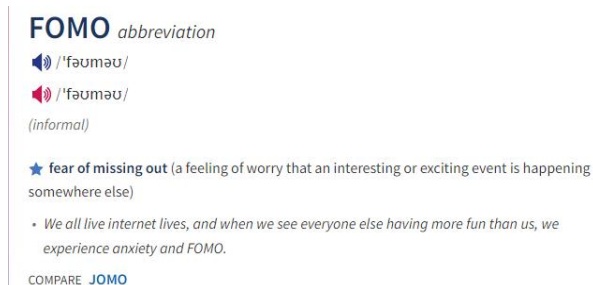 FOMO abbreviation
/ˈfəʊməʊ/
/ˈfəʊməʊ/
(informal)
fear of missing out (a feeling of worry that an interesting or exciting event is happening
somewhere else)
• We all live internet lives, and when we see everyone else having more fun than us, we
experience anxiety and FOMO.
COMPARE JOMO